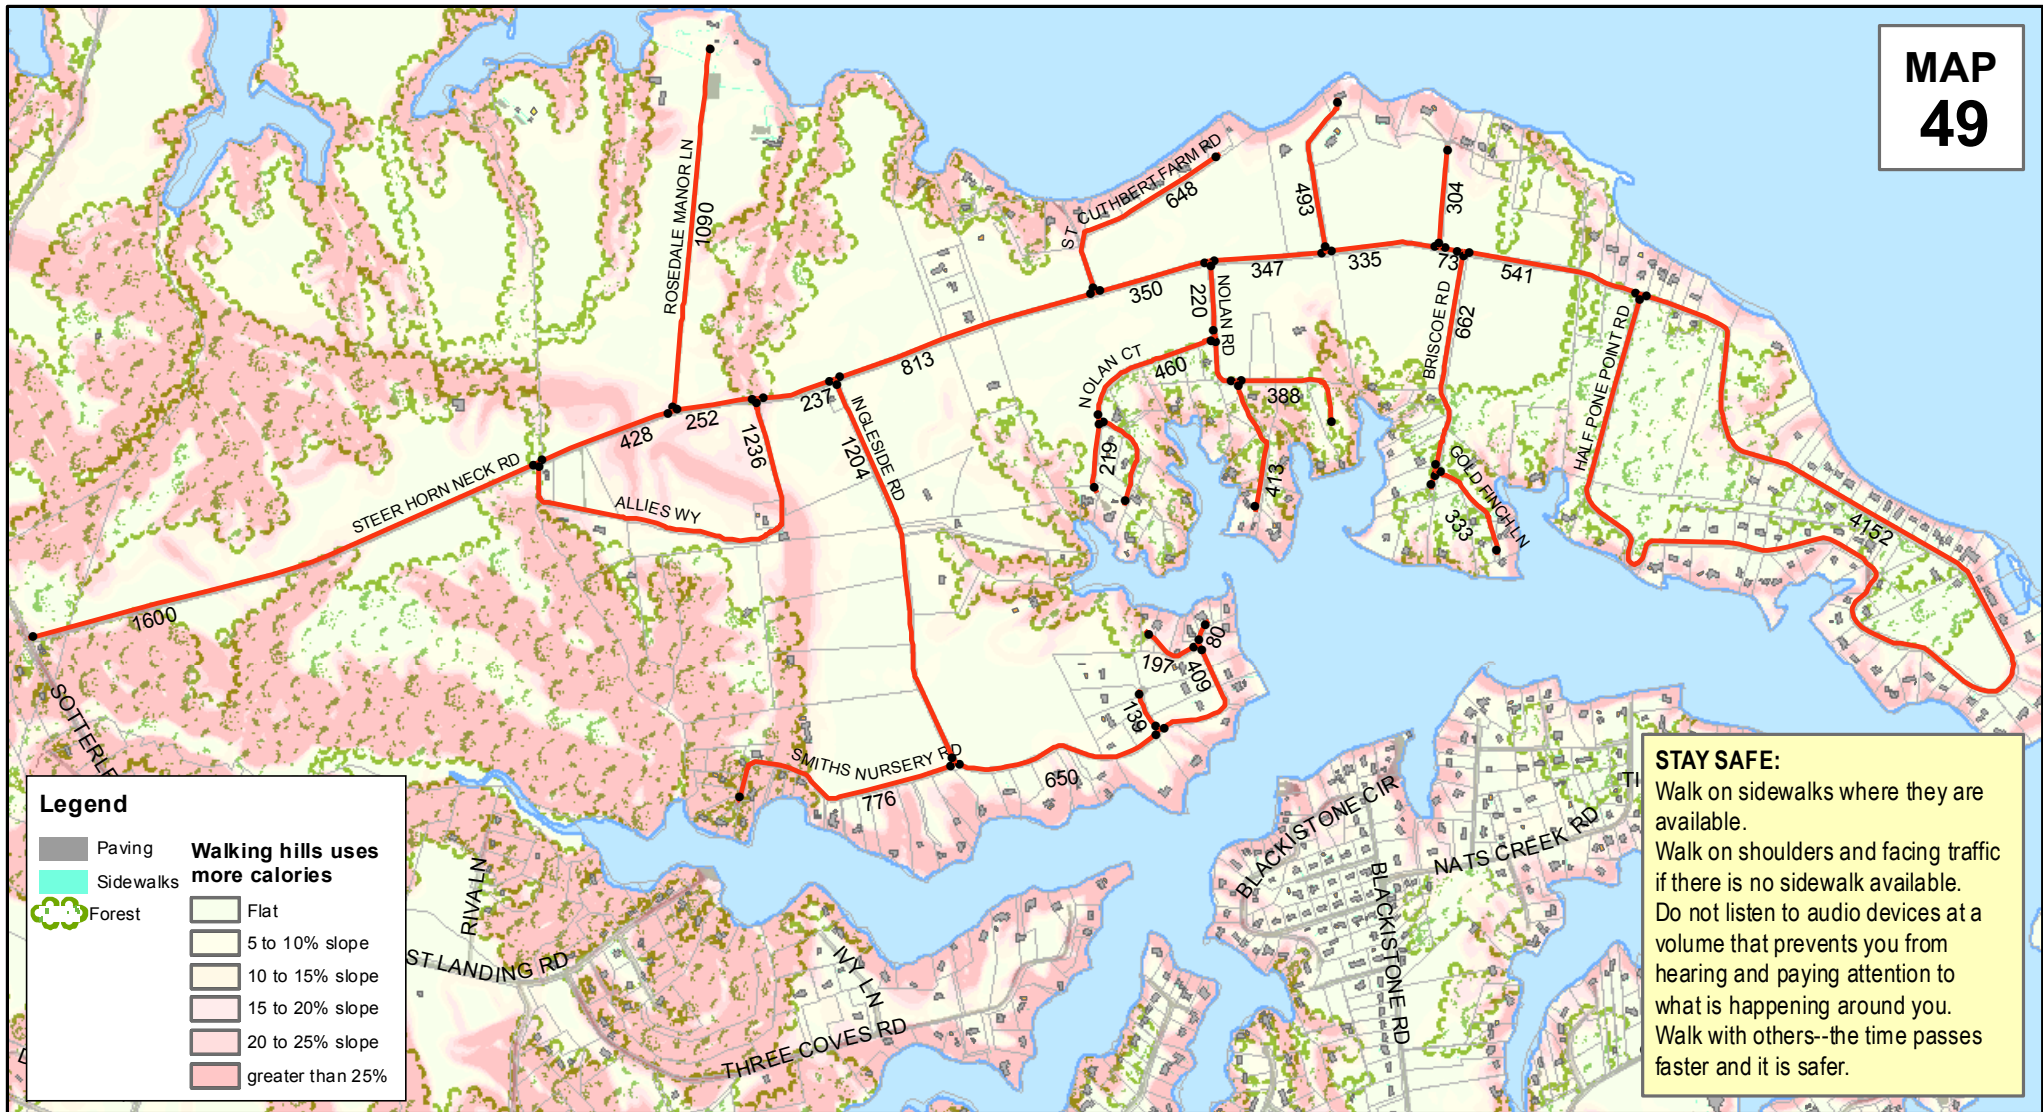 MAP
49
ROSEDALE MANOR LN
1090
ST CUTHBERT FARM RD
648
493
304
350
347
335
73
541
220
NOLAN RD
BRISCOE RD
662
HALF PONE POINT RD
813
N NOLAN CT
460
388
237
252
428
1236
1204
INGLESIDE RD
219
413
GOLD FINCH LN
333
4152
STEER HORN NECK RD
ALLIES WY
1600
80
197
409
139
SMITHS NURSERY RD
650
776
BLACKISTONE CIR
NATS CREEK RD
BLACKISTONE RD
RIVA LN
ST LANDING RD
IVY LN
THREE COVES RD
Legend
Paving
Sidewalks
Forest
Walking hills uses
more calories
Flat
5 to 10% slope
10 to 15% slope
15 to 20% slope
20 to 25% slope
greater than 25%
STAY SAFE:
Walk on sidewalks where they are
available.
Walk on shoulders and facing traffic
if there is no sidewalk available.
Do not listen to audio devices at a
volume that prevents you from
hearing and paying attention to
what is happening around you.
Walk with others--the time passes
faster and it is safer.